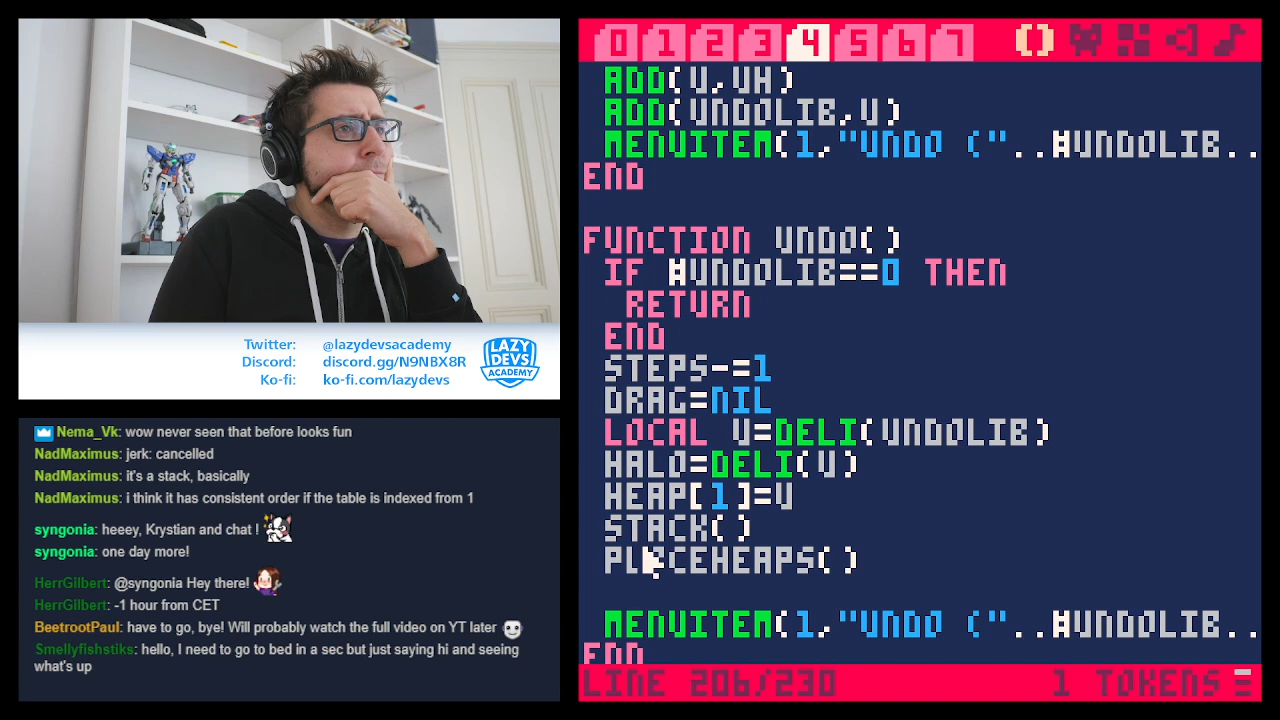 Twitter: @lazydevsacademy
Discord: discord.gg/N9NBX8R
Ko-fi: ko-fi.com/lazydevs
LAZY
DEVS
ACADEMY
Nema_Vk: wow never seen that before looks fun
NadMaximus: jerk: cancelled
NadMaximus: it's a stack, basically
NadMaximus: i think it has consistent order if the table is indexed from 1
syngonia: heeey, Krystian and chat !
syngonia: one day more!
HerrGilbert: @syngonia Hey there!
HerrGilbert: -1 hour from CET
BeetrootPaul: have to go, bye! Will probably watch the full video on YT later
Smellyfishstiks: hello, I need to go to bed in a sec but just saying hi and seeing
what's up
0 1 2 3 4 5 6 7 ()
ADD(U,UH)
ADD(UNDOLIB,U)
MENUITEM(1,"UNDO ("..#UNDOLIB..
END
FUNCTION UNDO()
IF #UNDOLIB==0 THEN
RETURN
END
STEPS-=1
DRAG=NIL
LOCAL U=DELI(UNDOLIB)
HALO=DELI(U)
HEAP[1]=U
STACK()
PLACEHEAPS()
MENUITEM(1,"UNDO ("..#UNDOLIB..
END
LINE 206/230 1 TOKENS